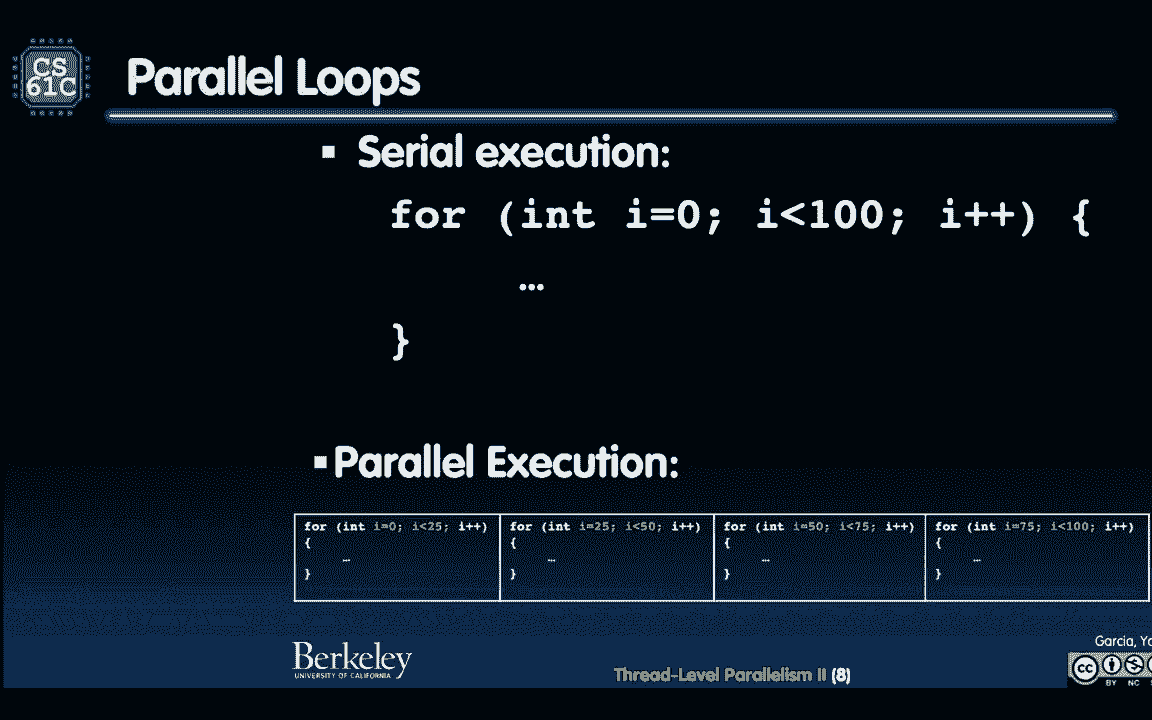 CS
61C
Parallel Loops
▪ Serial execution:
for (int i=0; i<100; i++) {
…
}
▪ Parallel Execution:
for (int i=0; i<25; i++)
{
…
}
for (int i=25; i<50; i++)
{
…
}
for (int i=50; i<75; i++)
{
…
}
for (int i=75; i<100; i++)
{
…
}
Berkeley
UNIVERSITY OF CALIFORNIA
Thread-Level Parallelism II (8)
Garcia,
cc
BY NC